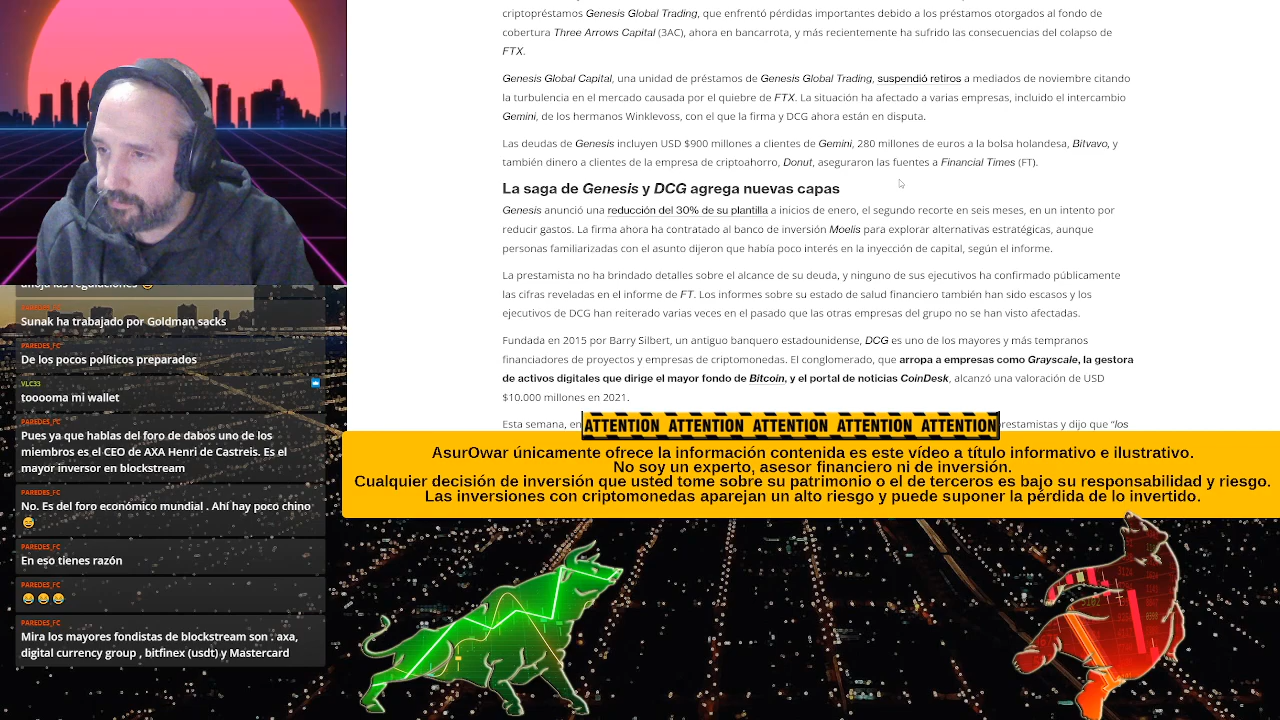 criptopréstamos Genesis Global Trading, que enfrentó pérdidas importantes debido a los préstamos otorgados al fondo de
cobertura Three Arrows Capital (3AC), ahora en bancarrota, y más recientemente ha sufrido las consecuencias del colapso de
FTX.
Genesis Global Capital, una unidad de préstamos de Genesis Global Trading, suspendió retiros a mediados de noviembre citando
la turbulencia en el mercado causada por el quiebre de FTX. La situación ha afectado a varias empresas, incluido el intercambio
Gemini, de los hermanos Winklevoss, con el que la firma y DCG ahora están en disputa.
Las deudas de Genesis incluyen USD $900 millones a clientes de Gemini, 280 millones de euros a la bolsa holandesa, Bitvavo, y
también dinero a clientes de la empresa de criptoahorro, Donut, aseguraron las fuentes a Financial Times (FT).
La saga de Genesis y DCG agrega nuevas capas
Genesis anunció una reducción del 30% de su plantilla a inicios de enero, el segundo recorte en seis meses, en un intento por
reducir gastos. La firma ahora ha contratado al banco de inversión Moelis para explorar alternativas estratégicas, aunque
personas familiarizadas con el asunto dijeron que había poco interés en la inyección de capital, según el informe.
La prestamista no ha brindado detalles sobre el alcance de su deuda, y ninguno de sus ejecutivos ha confirmado públicamente
las cifras reveladas en el informe de FT. Los informes sobre su estado de salud financiero también han sido escasos y los
ejecutivos de DCG han reiterado varias veces en el pasado que las otras empresas del grupo no se han visto afectadas.
Fundada en 2015 por Barry Silbert, un antiguo banquero estadounidense, DCG es uno de los mayores y más tempranos
financiadores de proyectos y empresas de criptomonedas. El conglomerado, que arropa a empresas como Grayscale, la gestora
de activos digitales que dirige el mayor fondo de Bitcoin, y el portal de noticias CoinDesk, alcanzó una valoración de USD
$10.000 millones en 2021.
Esta semana, en
restamistas y dijo que "los
ATTENTION ATTENTION ATTENTION ATTENTION ATTENTION
AsurOwar únicamente ofrece la información contenida es este vídeo a título informativo e ilustrativo.
No soy un experto, asesor financiero ni de inversión.
Cualquier decisión de inversión que usted tome sobre su patrimonio o el de terceros es bajo su responsabilidad y riesgo.
Las inversiones con criptomonedas aparejan un alto riesgo y puede suponer la pérdida de lo invertido.
Sunak ha trabajado por Goldman sacks
PAREDES_FC
De los pocos políticos preparados
VLC33
tooooma mi wallet
PAREDES_FC
Pues ya que hablas del foro de dabos uno de los
miembros es el CEO de AXA Henri de Castreis. Es el
mayor inversor en blockstream
PAREDES_FC
No. Es del foro económico mundial . Ahí hay poco chino
😄
PAREDES_FC
En eso tienes razón
PAREDES_FC
😄 😄 😄
PAREDES_FC
Mira los mayores fondistas de blockstream son . axa,
digital currency group , bitfinex (usdt) y Mastercard